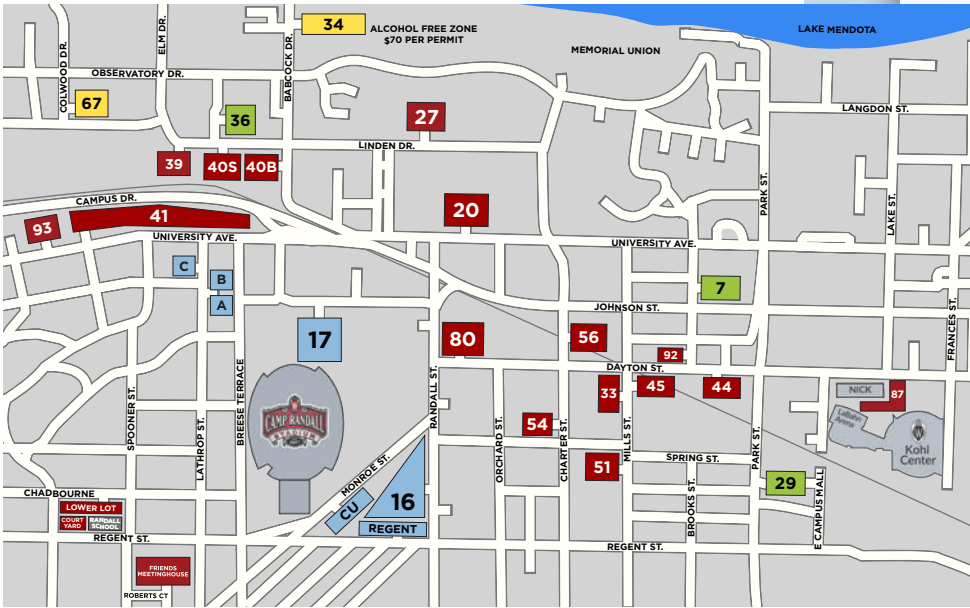 34
ALCOHOL FREE ZONE
$70 PER PERMIT
LAKE MENDOTA
MEMORIAL UNION
ELM DR.
COLWOOD DR.
BABCOCK DR.
OBSERVATORY DR.
67
36
27
LANGDON ST.
LINDEN DR.
39
40S
40B
PARK ST.
LAKE ST.
CAMPUS DR.
93
41
20
UNIVERSITY AVE.
UNIVERSITY AVE.
C
B
A
7
JOHNSON ST.
FRANCES ST.
17
80
56
92
DAYTON ST.
33
45
44
NICK
87
LaBahn
Arena
Kohl
Center
CAMP RANDALL
STADIUM
SPOONER ST.
LATHROP ST.
BREESE TERRACE
RANDALL ST.
ORCHARD ST.
CHARTER ST.
MILLS ST.
PARK ST.
54
51
SPRING ST.
MONROE ST.
29
BROOKS ST.
E CAMPUS MALL
CHADBOURNE
LOWER LOT
COURT
YARD
RANDALL
SCHOOL
CU
16
REGENT
REGENT ST.
REGENT ST.
FRIENDS
MEETINGHOUSE
ROBERTS CT